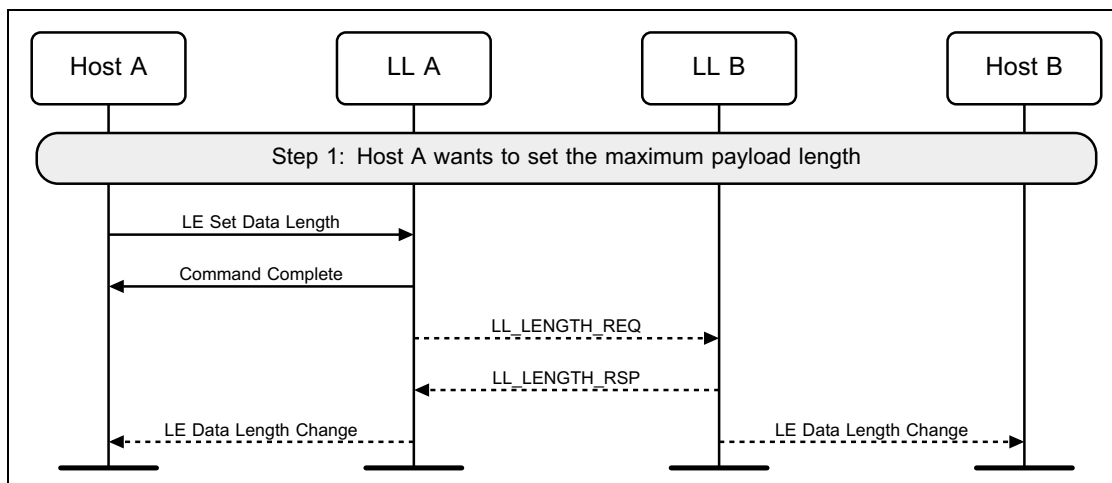 Host A
LL A
LL B
Host B
Step 1: Host A wants to set the maximum payload length
LE Set Data Length
Command Complete
LL_LENGTH_REQ
LL_LENGTH_RSP
LE Data Length Change
LE Data Length Change